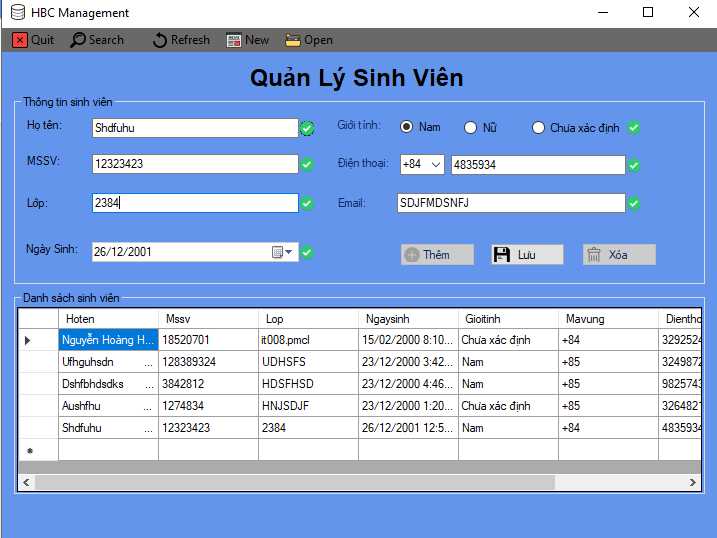 HBC Management
Quit Search Refresh New Open
Quản Lý Sinh Viên
Thông tin sinh viên
Họ tên: Shdfuhu Giới tính: Nam Nữ Chưa xác định
MSSV: 12323423 Điện thoại: +84 4835934
Lớp: 2384 Email: SDJFMDSNFJ
Ngày Sinh: 26/12/2001 Thêm Lưu Xóa
Danh sách sinh viên
Hoten Mssv Lop Ngaysinh Gioitinh Mavung Dientho
Nguyễn Hoàng H... 18520701 it008.pmcl 15/02/2000 8:10... Chưa xác định +84 3292524
Ufhguhsdn ... 128389324 UDHSFS 23/12/2000 3:42... Nam +85 3249872
Dshfbhdsdks ... 3842812 HDSFHSD 23/12/2000 4:46... Nam +85 9825743
Aushfhu ... 1274834 HNJSDJF 23/12/2000 1:20... Chưa xác định +85 3264827
Shdfuhu ... 12323423 2384 26/12/2001 12:5... Nam +84 4835934